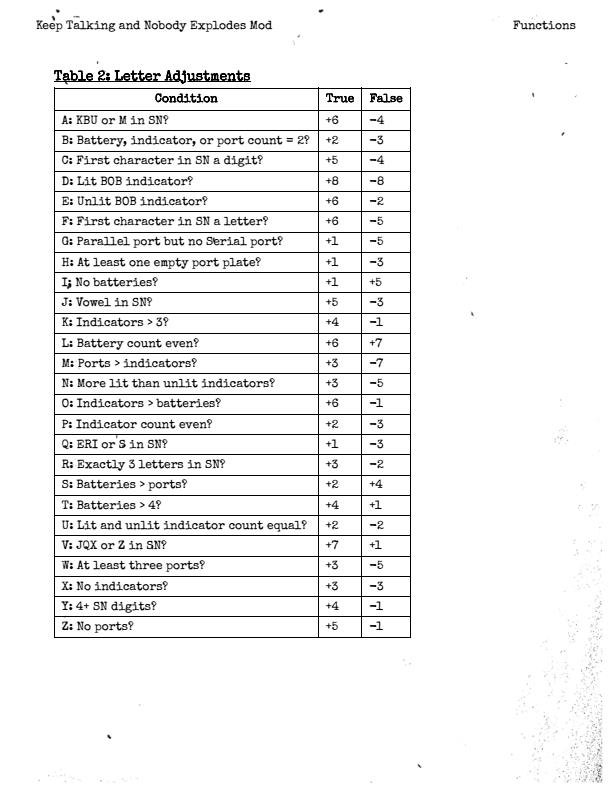 Keep Talking and Nobody Explodes Mod Functions
Table 2: Letter Adjustments
Condition True False
A: KBU or M in SN? +6 −4
B: Battery, indicator, or port count = 2? +2 −3
C: First character in SN a digit? +5 −4
D: Lit BOB indicator? +8 −8
E: Unlit BOB indicator? +6 −2
F: First character in SN a letter? +6 −5
G: Parallel port but no Serial port? +1 −5
H: At least one empty port plate? +1 −3
I: No batteries? +1 +5
J: Vowel in SN? +5 −3
K: Indicators > 3? +4 −1
L: Battery count even? +6 +7
M: Ports > indicators? +3 −7
N: More lit than unlit indicators? +3 −5
O: Indicators > batteries? +6 −1
P: Indicator count even? +2 −3
Q: ERI or S in SN? +1 −3
R: Exactly 3 letters in SN? +3 −2
S: Batteries > ports? +2 +4
T: Batteries > 4? +4 +1
U: Lit and unlit indicator count equal? +2 −2
V: JQX or Z in SN? +7 +1
W: At least three ports? +3 −5
X: No indicators? +3 −3
Y: 4+ SN digits? +4 −1
Z: No ports? +5 −1